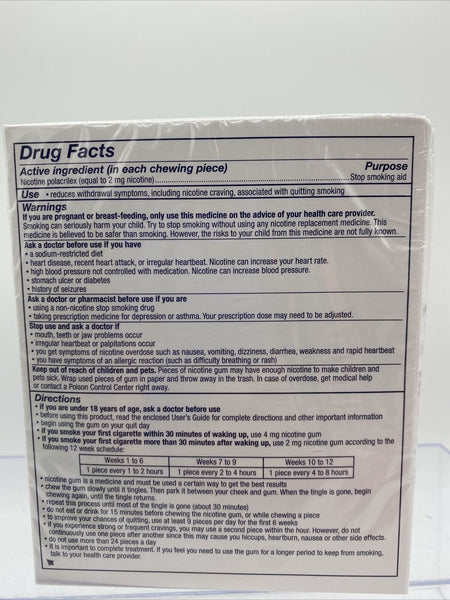 Drug Facts
Active ingredient (in each chewing piece) Purpose
Nicotine polacrilex (equal to 2 mg nicotine)........Stop smoking aid
Use • reduces withdrawal symptoms, including nicotine craving, associated with quitting smoking
Warnings
If you are pregnant or breast-feeding, only use this medicine on the advice of your health care provider.
Smoking can seriously harm your child. Try to stop smoking without using any nicotine replacement medicine. This
medicine is believed to be safer than smoking. However, the risks to your child from this medicine are not fully known.
Ask a doctor before use if you have
• a sodium-restricted diet
• heart disease, recent heart attack, or irregular heartbeat. Nicotine can increase your heart rate.
• high blood pressure not controlled with medication. Nicotine can increase blood pressure.
• stomach ulcer or diabetes
• history of seizures
Ask a doctor or pharmacist before use if you are
• using a non-nicotine stop smoking drug
• taking prescription medicine for depression or asthma. Your prescription dose may need to be adjusted.
Stop use and ask a doctor if
• mouth, teeth or jaw problems occur
• irregular heartbeat or palpitations occur
• you get symptoms of nicotine overdose such as nausea, vomiting, dizziness, diarrhea, weakness and rapid heartbeat
• you have symptoms of an allergic reaction (such as difficulty breathing or rash)
Keep out of reach of children and pets. Pieces of nicotine gum may have enough nicotine to make children and
pets sick. Wrap used pieces of gum in paper and throw away in the trash. In case of overdose, get medical help
or contact a Poison Control Center right away.
Directions
• if you are under 18 years of age, ask a doctor before use
• before using this product, read the enclosed User's Guide for complete directions and other important information
• begin using the gum on your quit day
• if you smoke your first cigarette within 30 minutes of waking up, use 4 mg nicotine gum
• if you smoke your first cigarette more than 30 minutes after waking up, use 2 mg nicotine gum according to the
following 12 week schedule:
Weeks 1 to 6 Weeks 7 to 9 Weeks 10 to 12
1 piece every 1 to 2 hours 1 piece every 2 to 4 hours 1 piece every 4 to 8 hours
• nicotine gum is a medicine and must be used a certain way to get the best results
• chew the gum slowly until it tingles. Then park it between your cheek and gum. When the tingle is gone, begin
chewing again, until the tingle returns.
• repeat this process until most of the tingle is gone (about 30 minutes)
• do not eat or drink for 15 minutes before chewing the nicotine gum, or while chewing a piece
• to improve your chances of quitting, use at least 9 pieces per day for the first 6 weeks
• if you experience strong or frequent cravings, you may use a second piece within the hour. However, do not
continuously use one piece after another since this may cause you hiccups, heartburn, nausea or other side effects.
• do not use more than 24 pieces a day
• it is important to complete treatment. If you feel you need to use the gum for a longer period to keep from smoking,
talk to your health care provider.